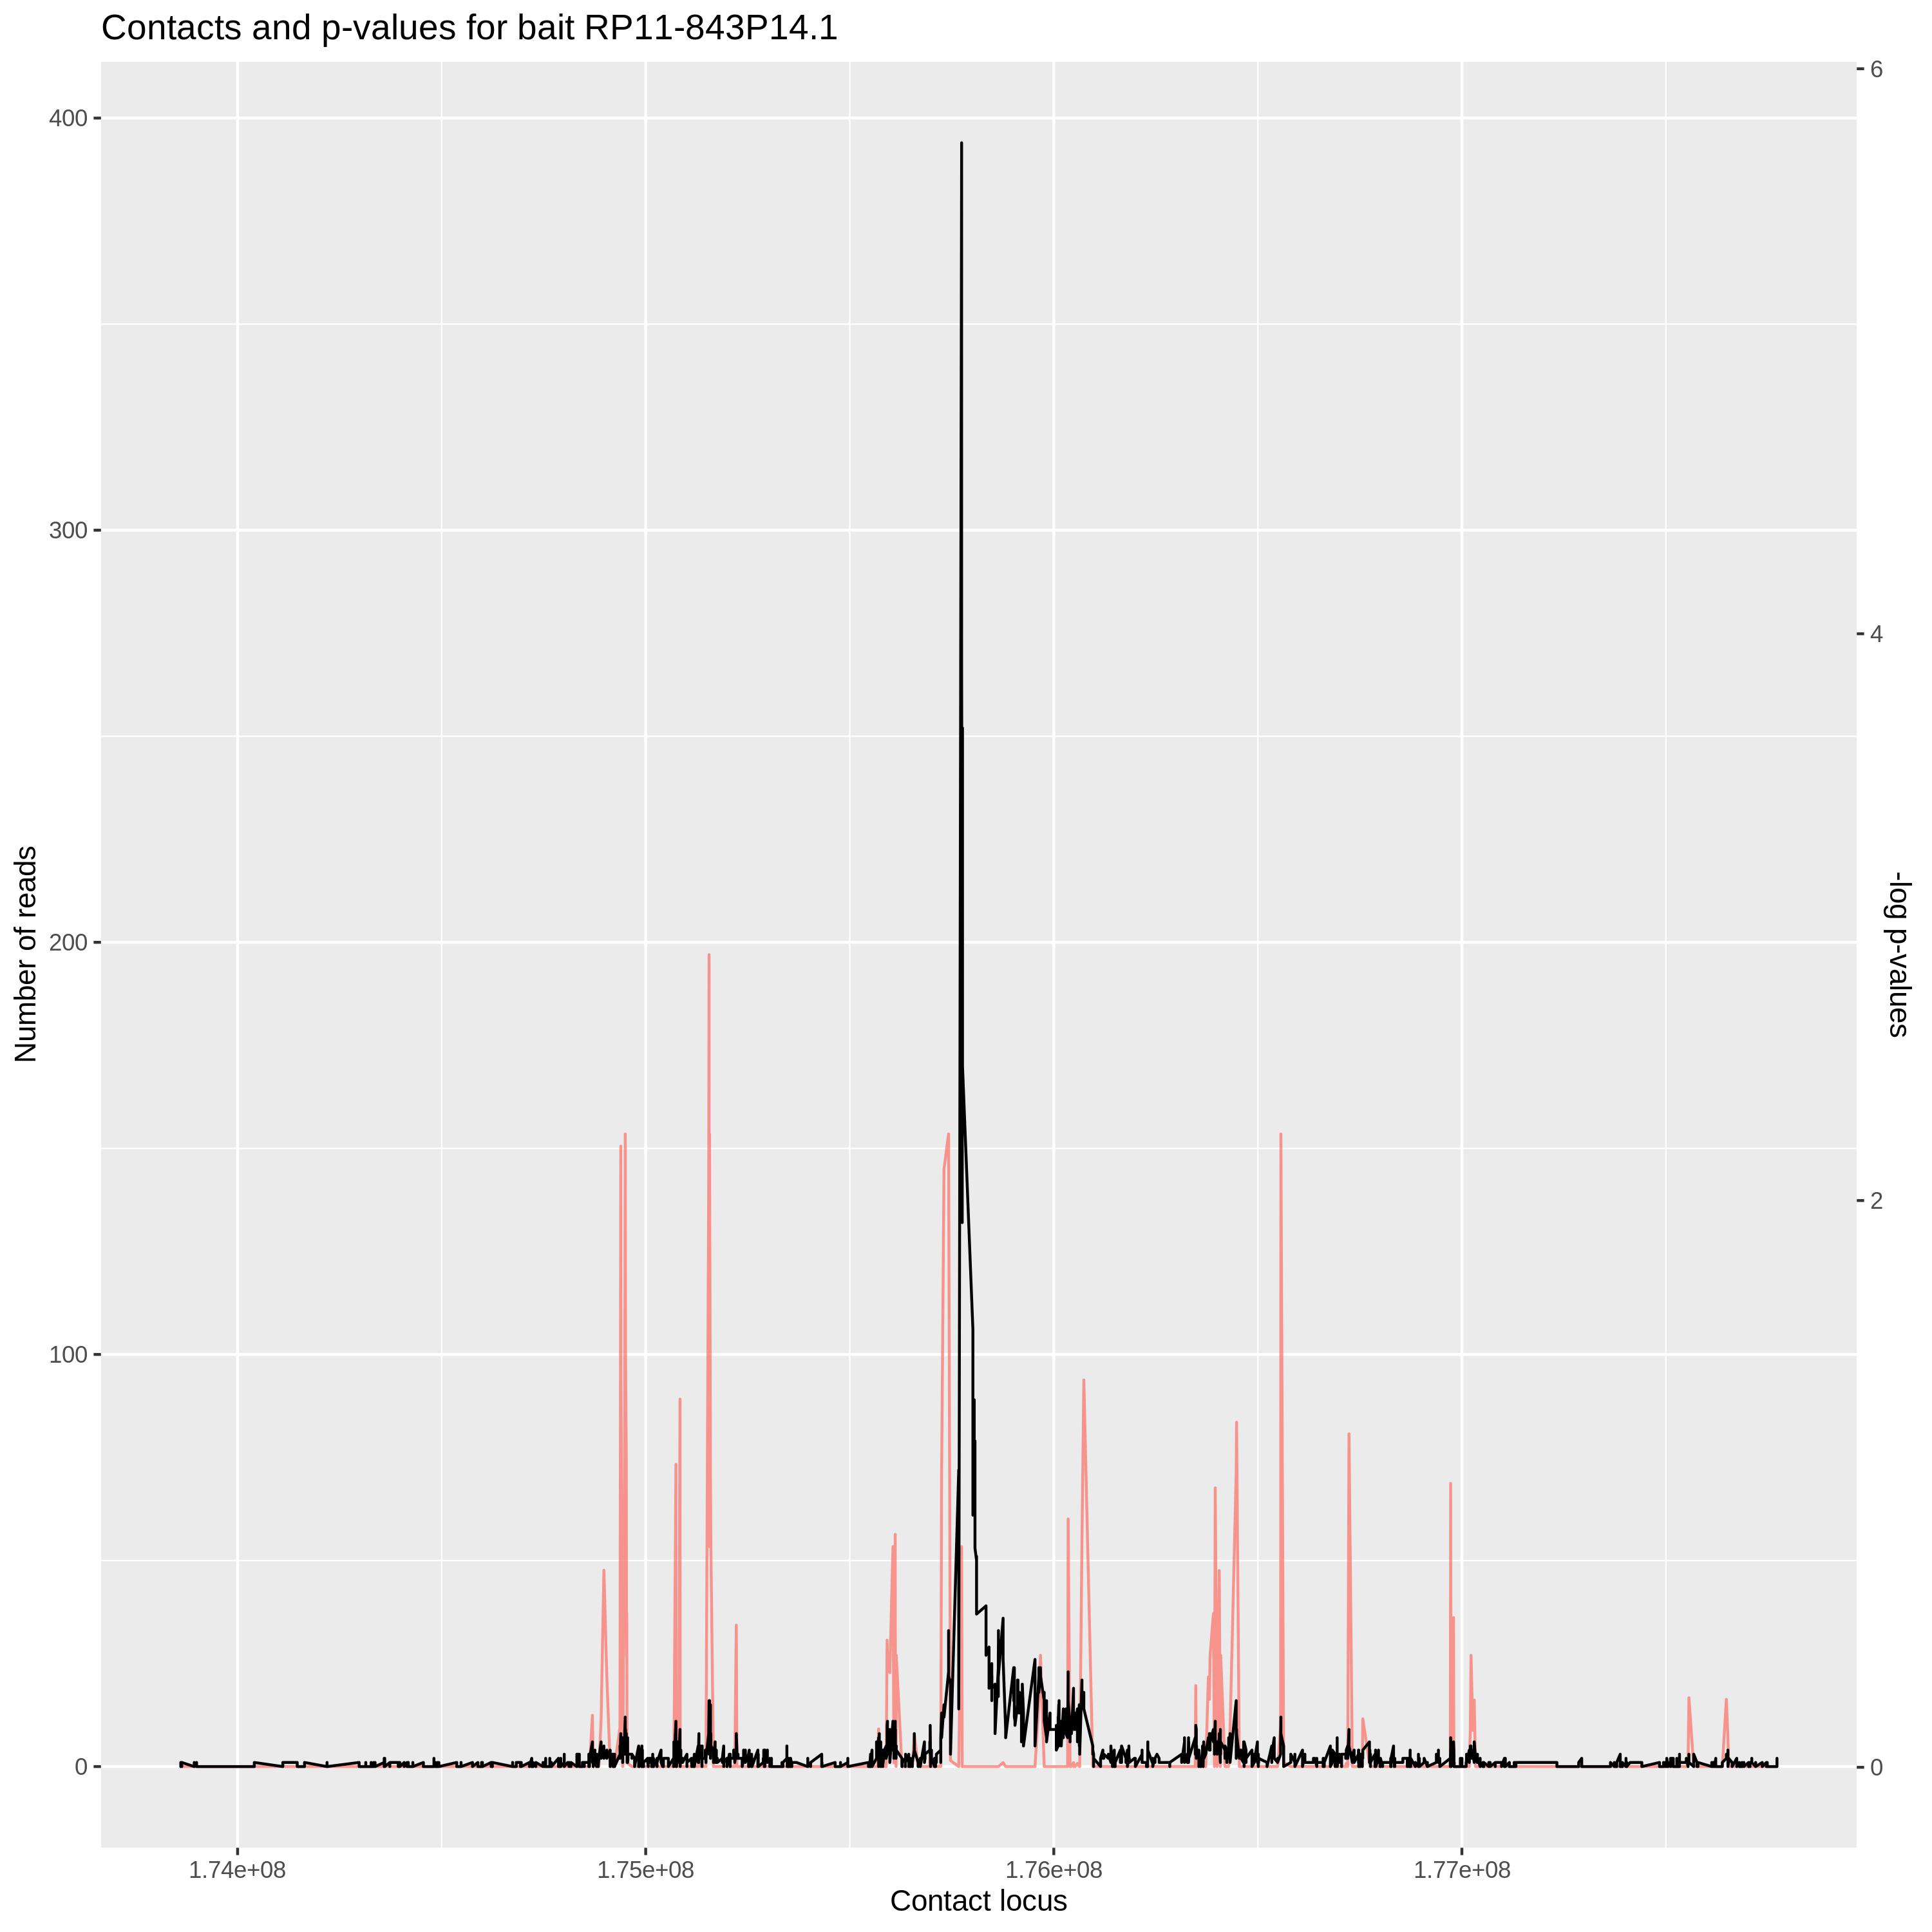 Contacts and p-values for bait RP11-843P14.1
400
300
200
100
0
Number of reads
6
4
2
0
-log p-values
1.74e+08
1.75e+08
1.76e+08
1.77e+08
Contact locus